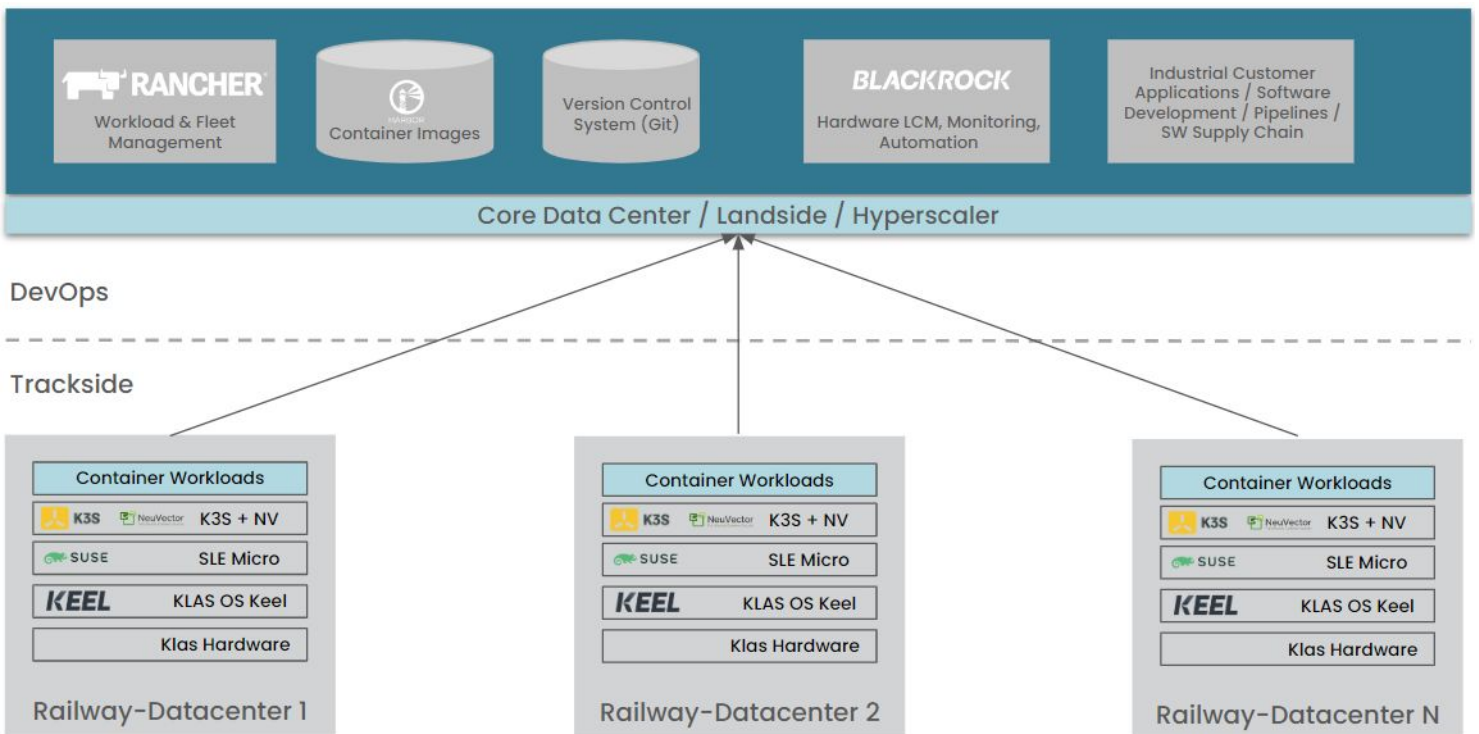 RANCHER
Workload & Fleet
Management
HARBOR
Container Images
Version Control
System (Git)
BLACKROCK
Hardware LCM, Monitoring,
Automation
Industrial Customer
Applications / Software
Development / Pipelines /
SW Supply Chain
Core Data Center / Landside / Hyperscaler
DevOps
Trackside
Container Workloads
K3S NeuVector K3S + NV
SUSE SLE Micro
KEEL KLAS OS Keel
Klas Hardware
Railway-Datacenter 1
Container Workloads
K3S NeuVector K3S + NV
SUSE SLE Micro
KEEL KLAS OS Keel
Klas Hardware
Railway-Datacenter 2
Container Workloads
K3S NeuVector K3S + NV
SUSE SLE Micro
KEEL KLAS OS Keel
Klas Hardware
Railway-Datacenter N